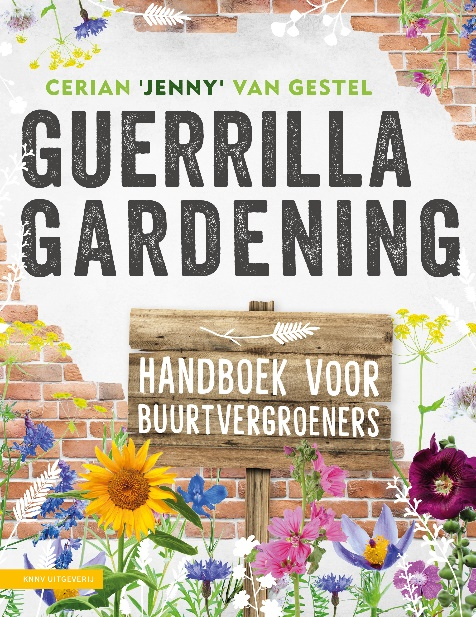 CERIAN 'JENNY' VAN GESTEL
GUERRILLA
GARDENING
HANDBOEK VOOR
BUURTVERGROENERS
KNNV UITGEVERIJ